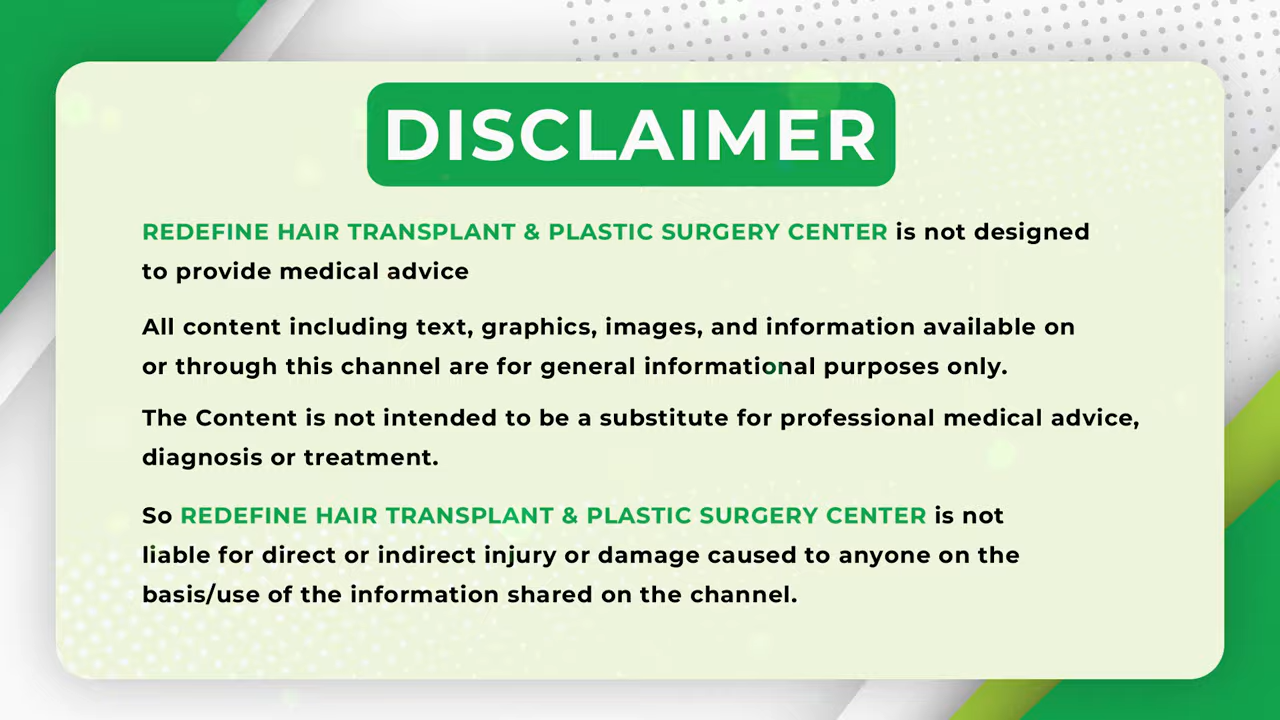 DISCLAIMER
REDEFINE HAIR TRANSPLANT & PLASTIC SURGERY CENTER is not designed
to provide medical advice
All content including text, graphics, images, and information available on
or through this channel are for general informational purposes only.
The Content is not intended to be a substitute for professional medical advice,
diagnosis or treatment.
So REDEFINE HAIR TRANSPLANT & PLASTIC SURGERY CENTER is not
liable for direct or indirect injury or damage caused to anyone on the
basis/use of the information shared on the channel.